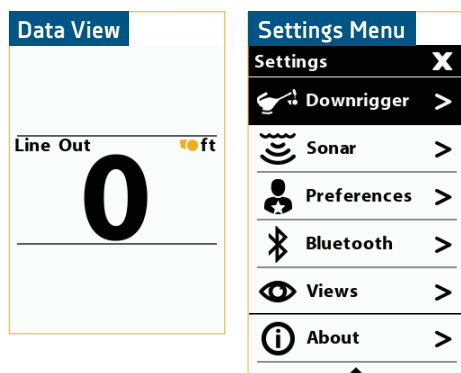 Data View
Line Out ft
0
Settings Menu
Settings X
Downrigger >
Sonar >
Preferences >
Bluetooth >
Views >
About >